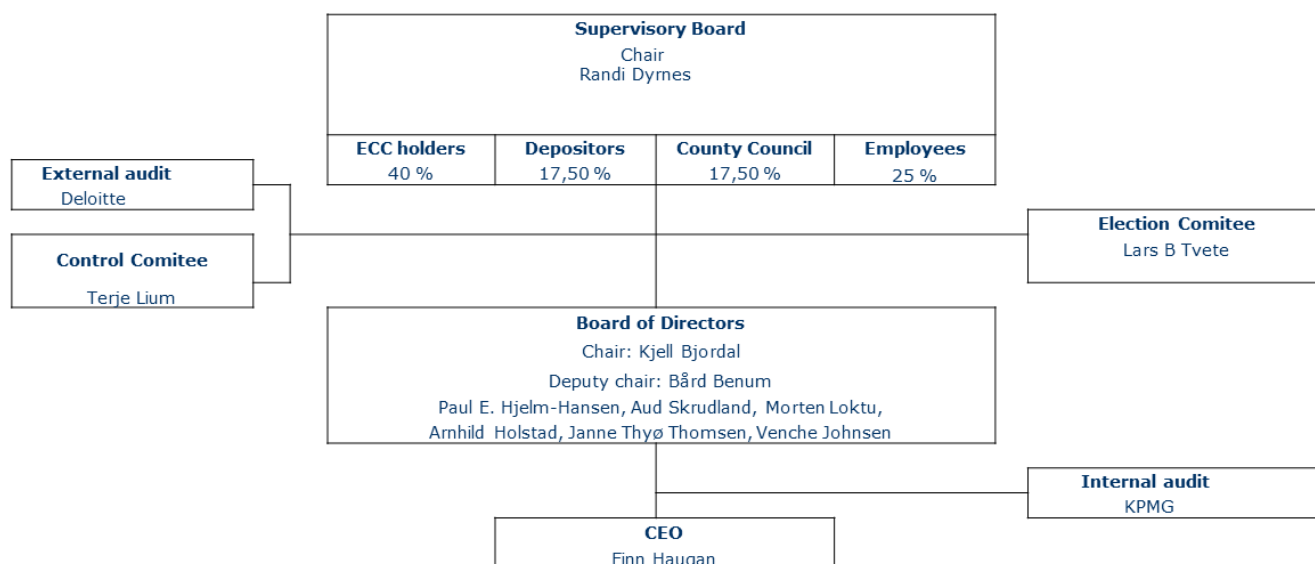 Supervisory Board
Chair
Randi Dyrnes
ECC holders
40 %
Depositors
17,50 %
County Council
17,50 %
Employees
25 %
External audit
Deloitte
Control Comitee
Terje Lium
Election Comitee
Lars B Tvete
Board of Directors
Chair: Kjell Bjordal
Deputy chair: Bård Benum
Paul E. Hjelm-Hansen, Aud Skrudland, Morten Loktu,
Arnhild Holstad, Janne Thyø Thomsen, Venche Johnsen
Internal audit
KPMG
CEO
Finn Haugan